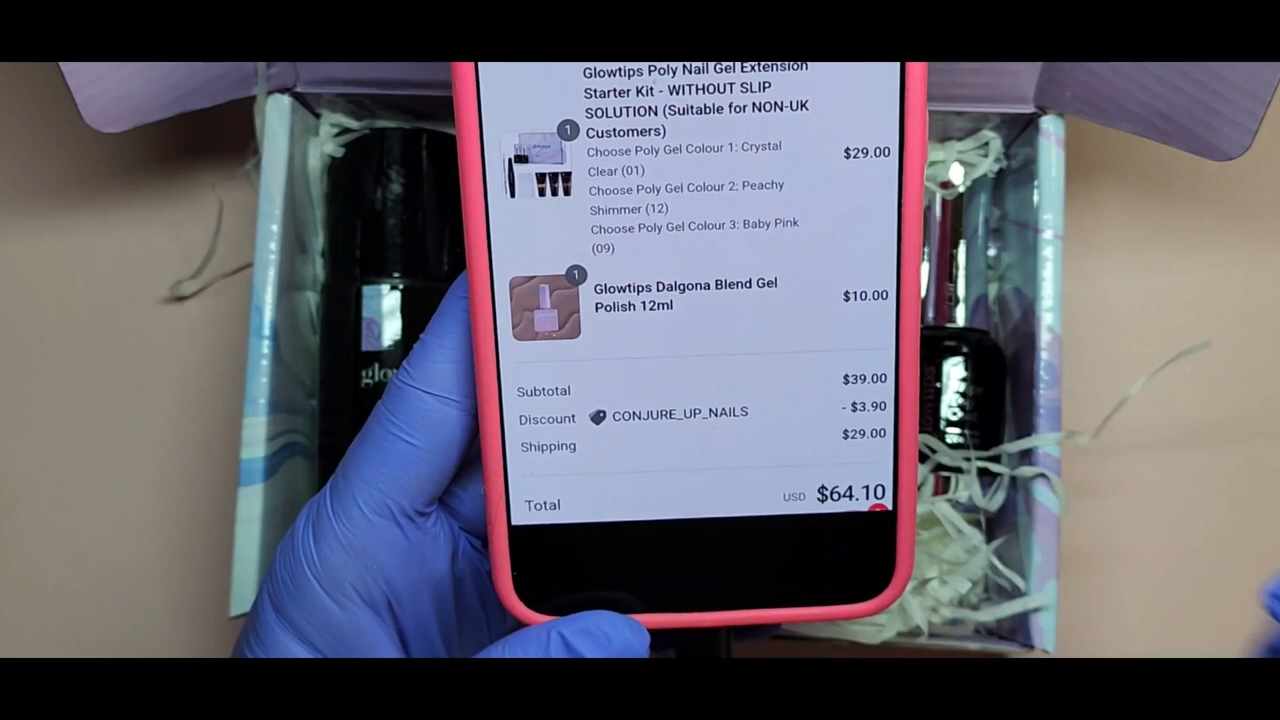 Glowtips Poly Nail Gel Extension
Starter Kit - WITHOUT SLIP
SOLUTION (Suitable for NON-UK
Customers)
1
Choose Poly Gel Colour 1: Crystal
Clear (01)
$29.00
Choose Poly Gel Colour 2: Peachy
Shimmer (12)
Choose Poly Gel Colour 3: Baby Pink
(09)
1
Glowtips Dalgona Blend Gel
Polish 12ml
$10.00
Subtotal $39.00
Discount CONJURE_UP_NAILS - $3.90
Shipping $29.00
Total USD $64.10
glow